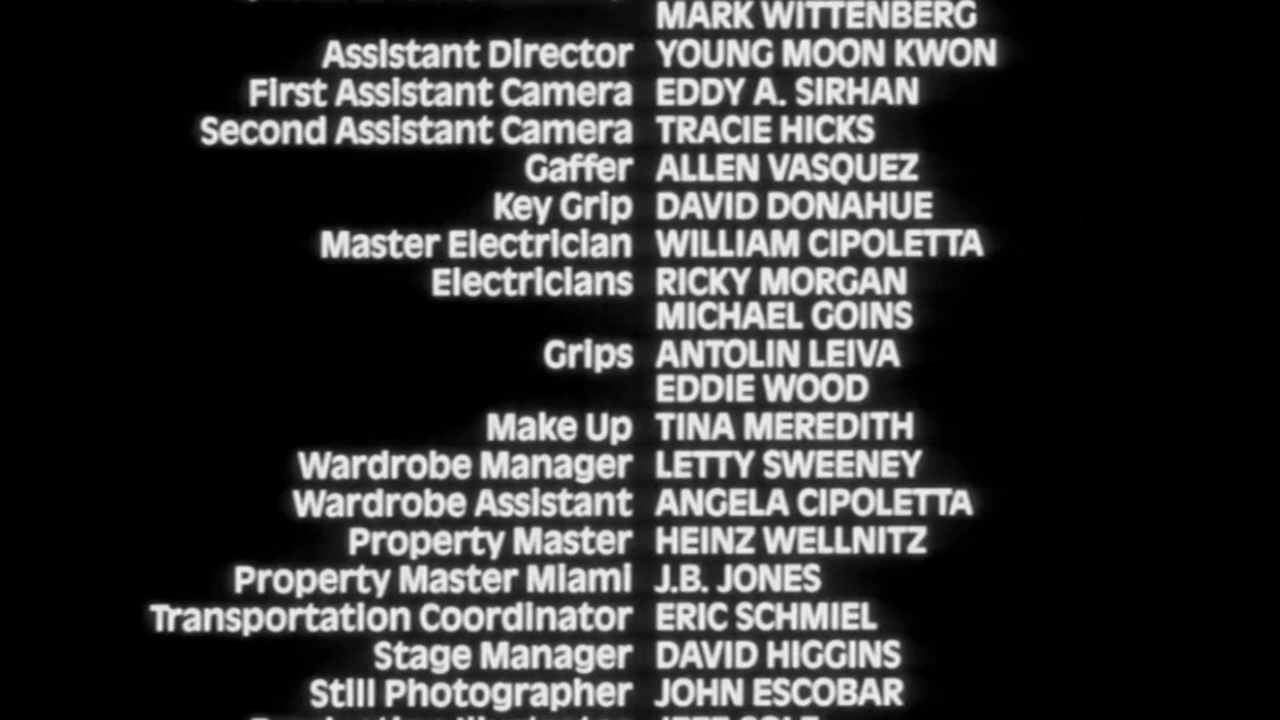 MARK WITTENBERG
Assistant Director YOUNG MOON KWON
First Assistant Camera EDDY A. SIRHAN
Second Assistant Camera TRACIE HICKS
Gaffer ALLEN VASQUEZ
Key Grip DAVID DONAHUE
Master Electrician WILLIAM CIPOLETTA
Electricians RICKY MORGAN
MICHAEL GOINS
Grips ANTOLIN LEIVA
EDDIE WOOD
Make Up TINA MEREDITH
Wardrobe Manager LETTY SWEENEY
Wardrobe Assistant ANGELA CIPOLETTA
Property Master HEINZ WELLNITZ
Property Master Miami J.B. JONES
Transportation Coordinator ERIC SCHMIEL
Stage Manager DAVID HIGGINS
Still Photographer JOHN ESCOBAR